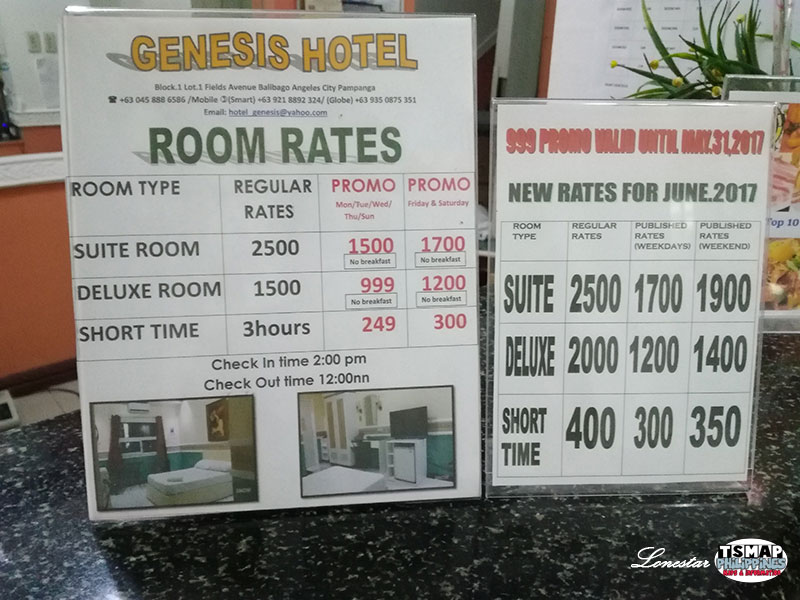 GENESIS HOTEL
Block.1 Lot.1 Fields Avenue Balibago Angeles City Pampanga
☎ +63 045 888 6586 /Mobile ✆(Smart) +63 921 8892 324/ (Globe) +63 935 0875 351
Email: hotel_genesis@yahoo.com
ROOM RATES
ROOM TYPE REGULAR RATES PROMO Mon/Tue/Wed/ Thu/Sun PROMO Friday & Saturday
SUITE ROOM 2500 1500 No breakfast 1700 No breakfast
DELUXE ROOM 1500 999 No breakfast 1200 No breakfast
SHORT TIME 3hours 249 300
Check In time 2:00 pm
Check Out time 12:00nn
999 PROMO VALID UNTIL MAY.31,2017
NEW RATES FOR JUNE.2017
ROOM TYPE REGULAR RATES PUBLISHED RATES (WEEKDAYS) PUBLISHED RATES (WEEKEND)
SUITE 2500 1700 1900
DELUXE 2000 1200 1400
SHORT TIME 400 300 350
Top 10
Lonestar
TSMAP
PHILIPPINES
MAPS & INFORMATION